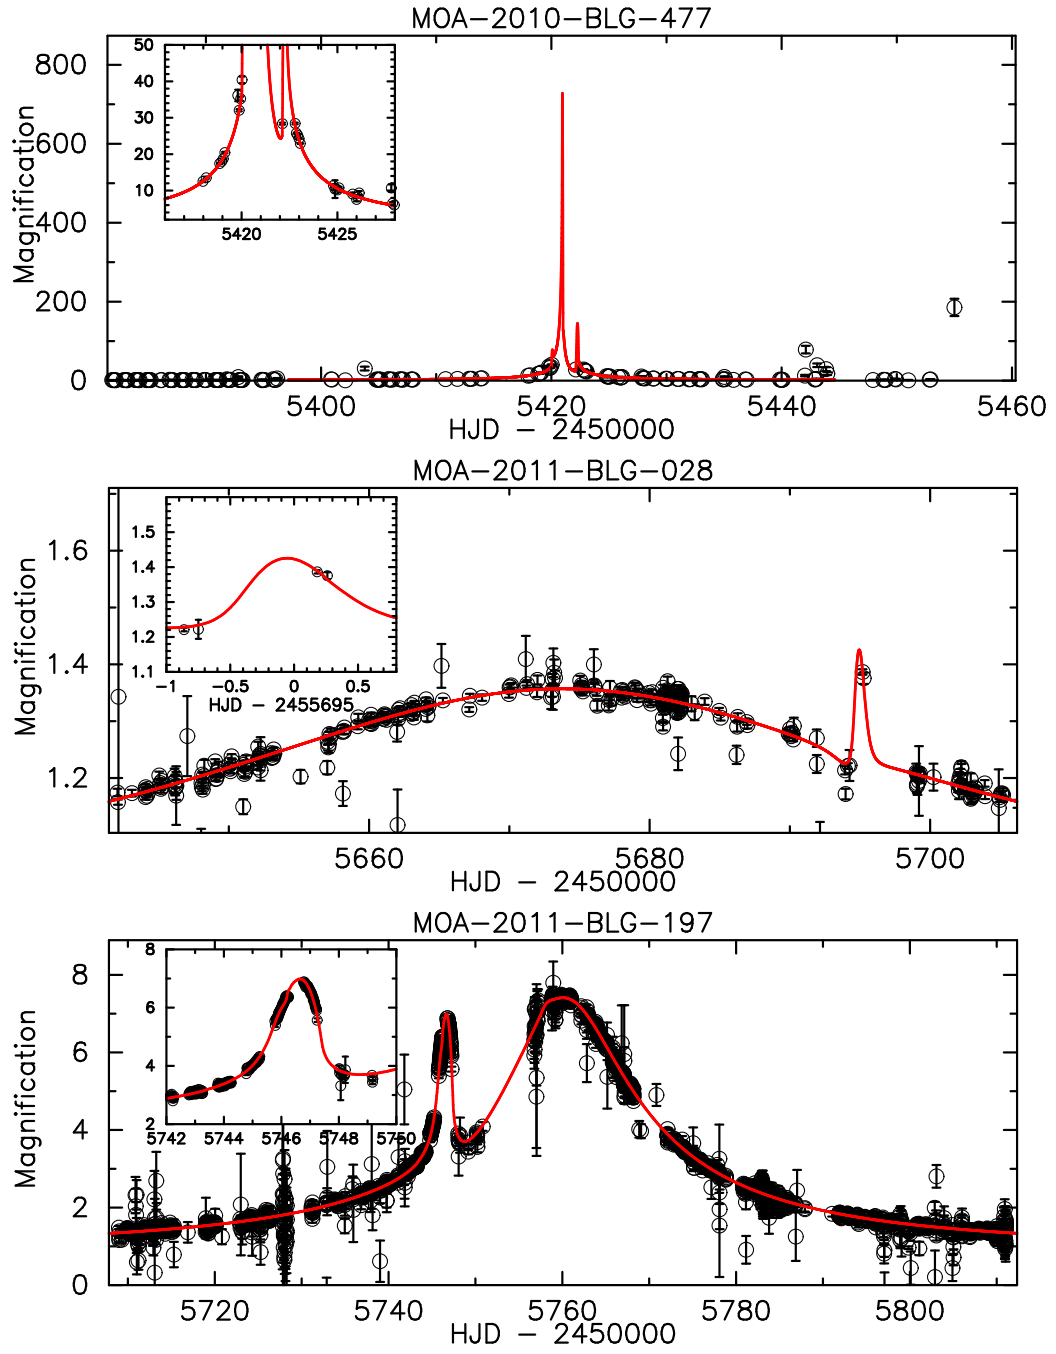 MOA-2010-BLG-477
Magnification
800
600
400
200
0
50
40
30
20
10
5420 5425
5400 5420 5440 5460
HJD - 2450000
MOA-2011-BLG-028
Magnification
1.6
1.4
1.2
1.5
1.4
1.3
1.2
1.1
-1 -0.5 0 0.5
HJD - 2455695
5660 5680 5700
HJD - 2450000
MOA-2011-BLG-197
Magnification
8
6
4
2
0
8
6
4
2
5742 5744 5746 5748 5750
5720 5740 5760 5780 5800
HJD - 2450000